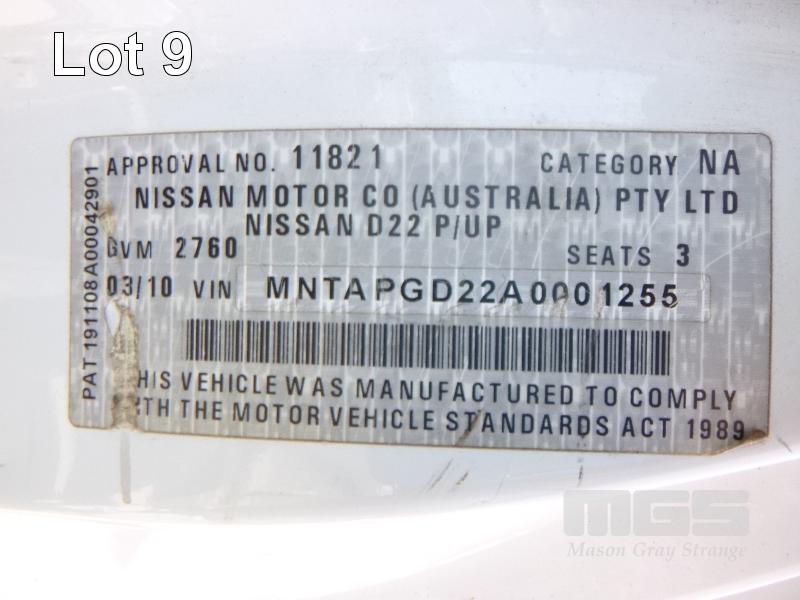 Lot 9
APPROVAL NO. 11821 CATEGORY NA
NISSAN MOTOR CO (AUSTRALIA) PTY LTD
NISSAN D22 P/UP
GVM 2760 SEATS 3
03/10 VIN MNTAPGD22A0001255
HIS VEHICLE WAS MANUFACTURED TO COMPLY
TH THE MOTOR VEHICLE STANDARDS ACT 1989
PAT 191108A00042901
MGS
Mason Gray Strange